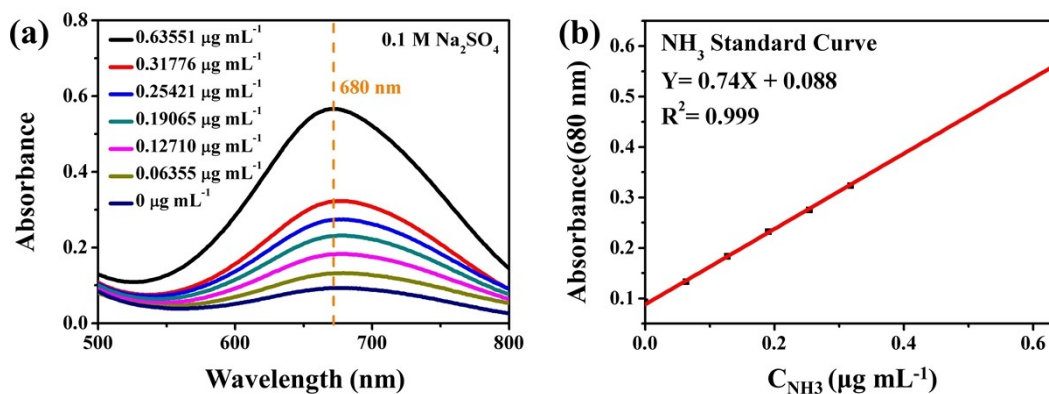 (a)
0.63551 μg mL⁻¹
0.31776 μg mL⁻¹
0.25421 μg mL⁻¹
0.19065 μg mL⁻¹
0.12710 μg mL⁻¹
0.06355 μg mL⁻¹
0 μg mL⁻¹
0.1 M Na₂SO₄
680 nm
Absorbance
0.8
0.6
0.4
0.2
0.0
500
600
700
800
Wavelength (nm)
(b)
NH₃ Standard Curve
Y= 0.74X + 0.088
R²= 0.999
Absorbance(680 nm)
0.6
0.5
0.4
0.3
0.2
0.1
0.0
0.2
0.4
0.6
C_NH3 (μg mL⁻¹)